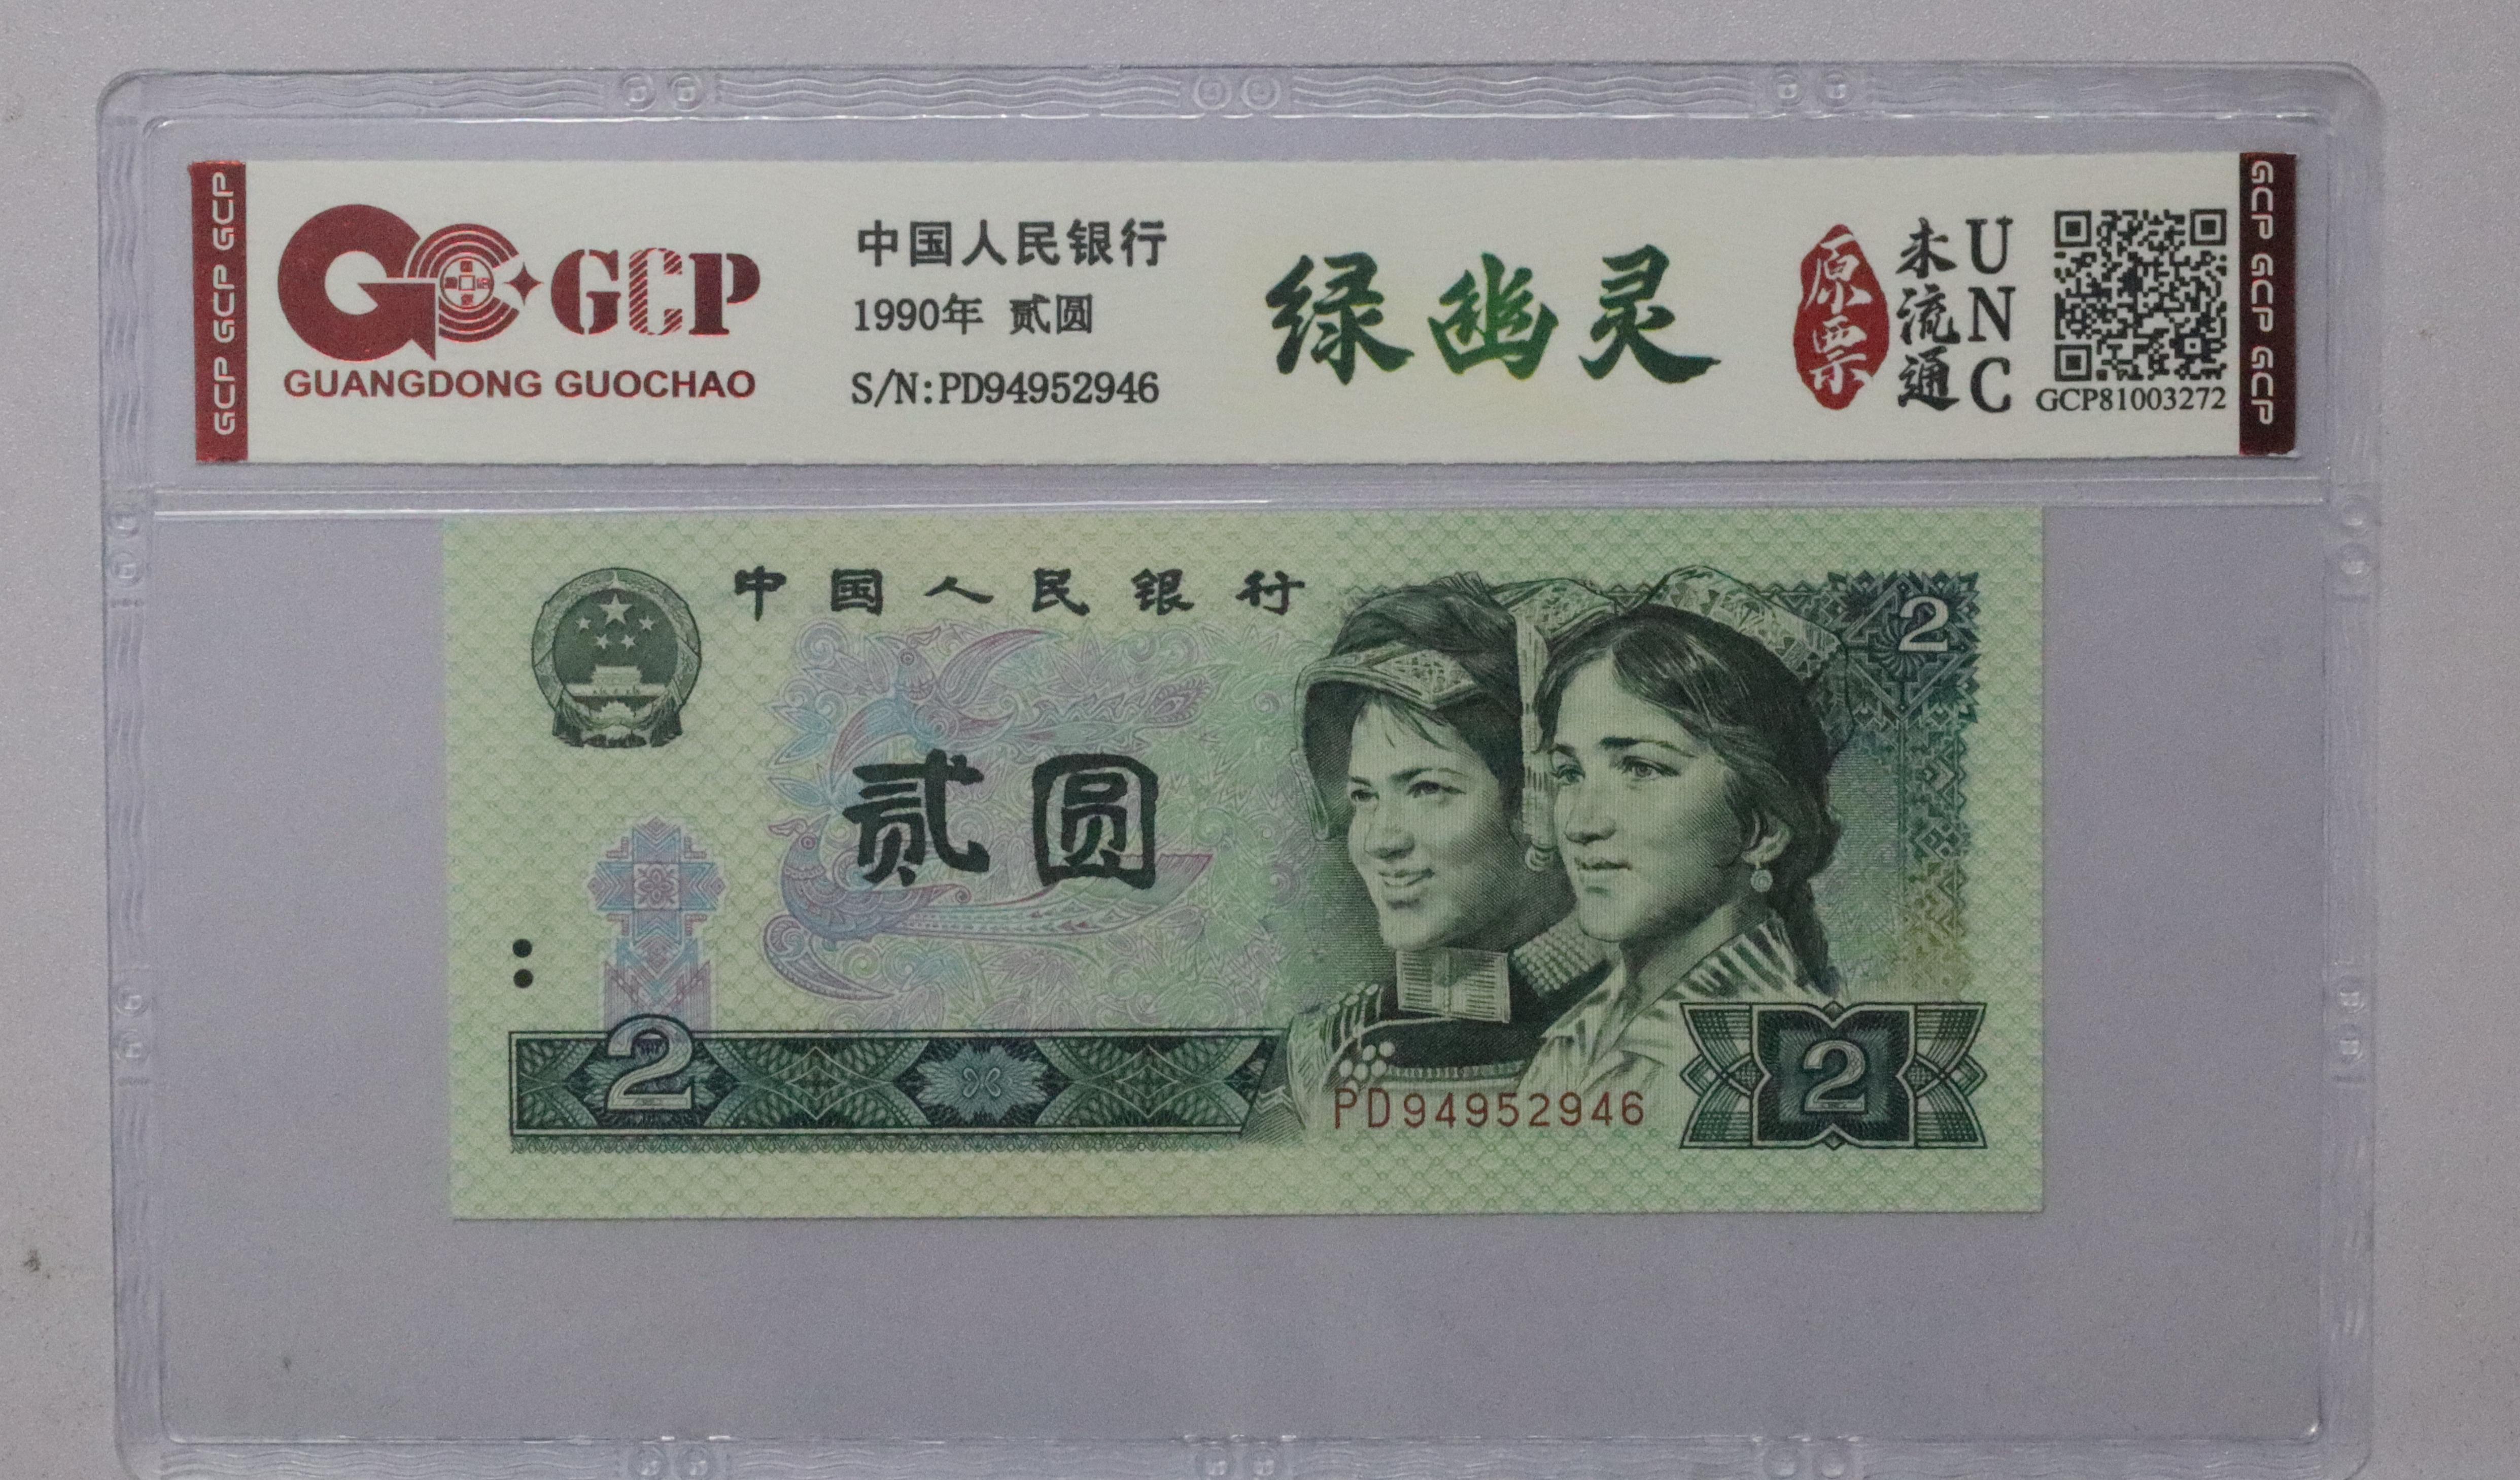 GCP GCP GCP
GCP
GUANGDONG GUOCHAO
中国人民银行
1990年 贰圆
S/N:PD94952946
绿幽灵
原票
未流通
UNC
GCP81003272
GCP GCP GCP
中国人民银行
2
贰圆
2
PD94952946
2